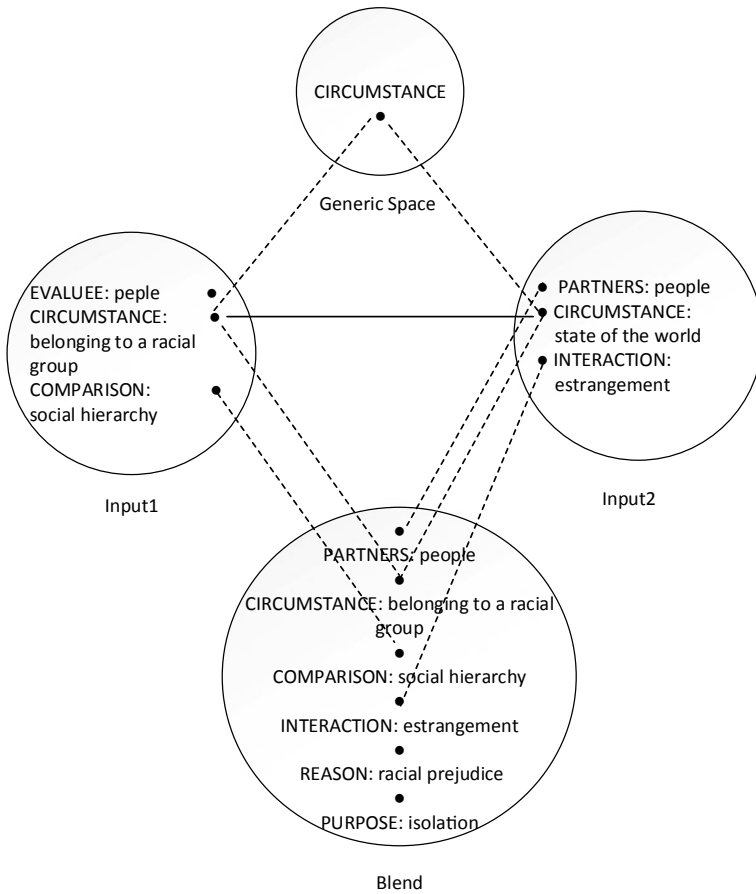 CIRCUMSTANCE
Generic Space
EVALUEE: peple
CIRCUMSTANCE:
belonging to a racial
group
COMPARISON:
social hierarchy
Input1
PARTNERS: people
CIRCUMSTANCE:
state of the world
INTERACTION:
estrangement
Input2
PARTNERS: people
CIRCUMSTANCE: belonging to a racial
group
COMPARISON: social hierarchy
INTERACTION: estrangement
REASON: racial prejudice
PURPOSE: isolation
Blend